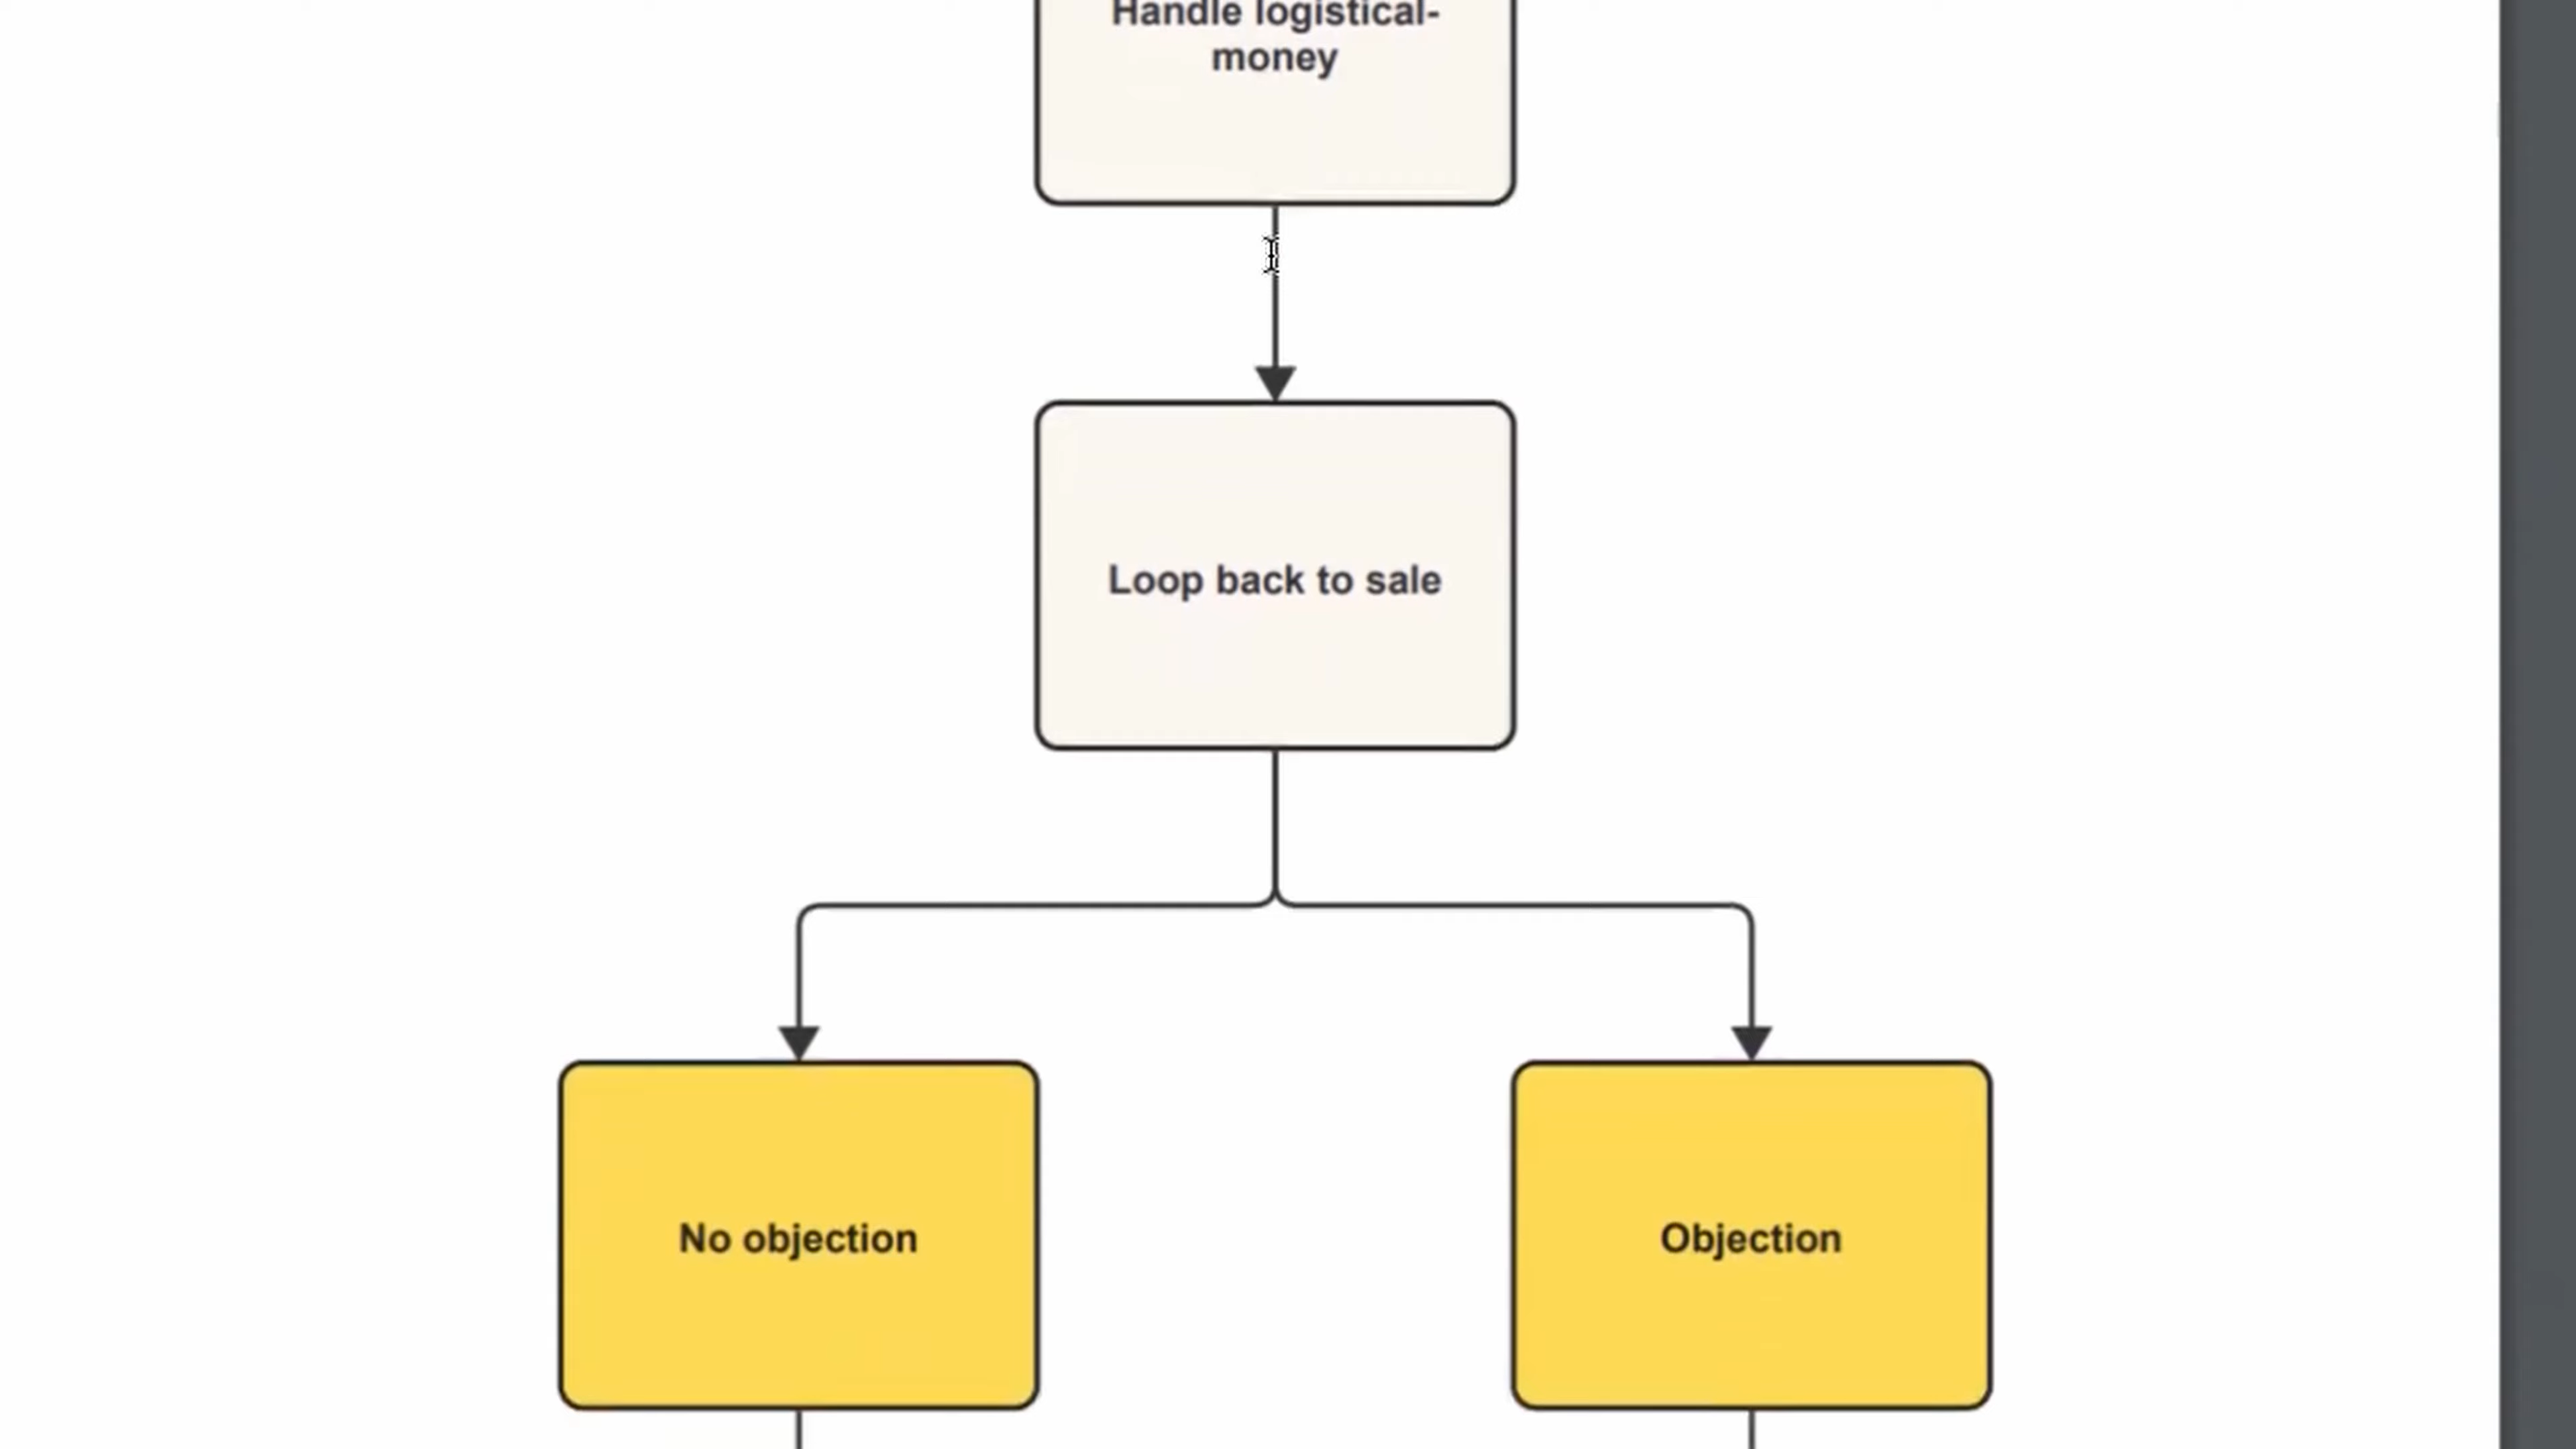 Handle logistical-
money
Loop back to sale
No objection
Objection